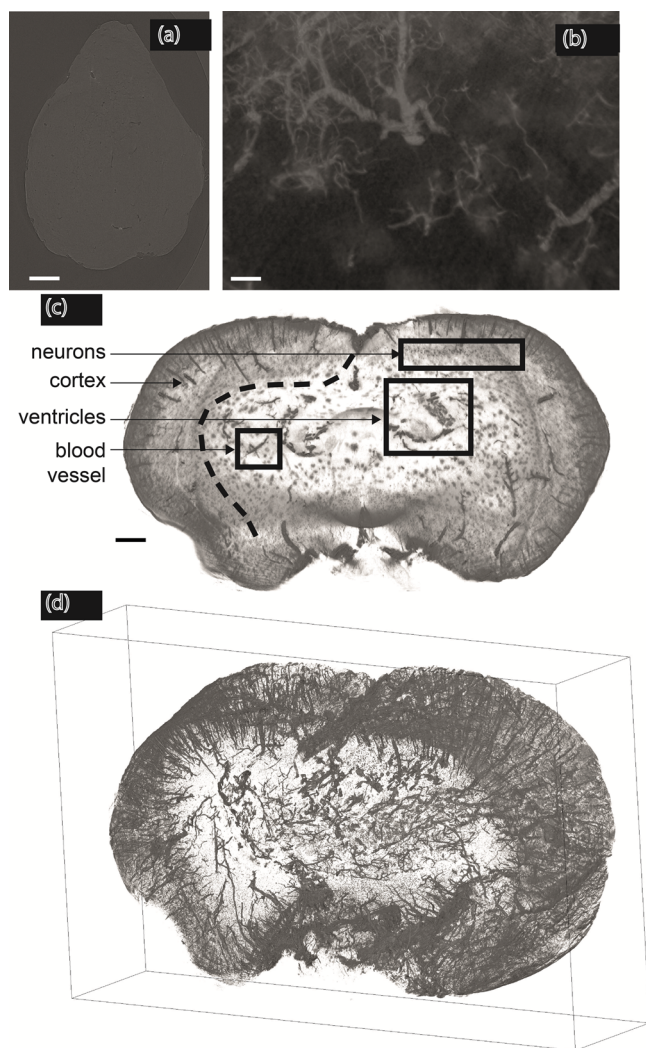 (a)
(b)
(c)
neurons
cortex
ventricles
blood
vessel
(d)